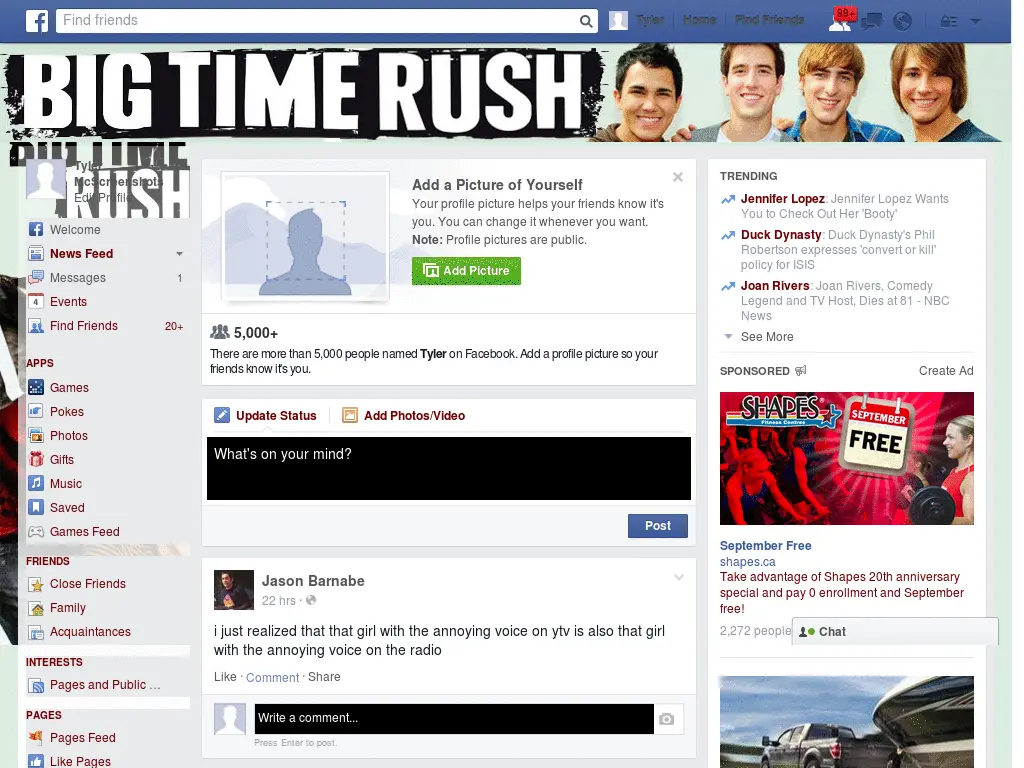 Find friends
Tyler
Home
Find Friends
99+
BIG TIME RUSH
BIG TIME
RUSH
Tyler
McScreenshots
Edit Profile
Welcome
News Feed
Messages 1
4 Events
Find Friends 20+
APPS
Games
Pokes
Photos
Gifts
Music
Saved
Games Feed
FRIENDS
Close Friends
Family
Acquaintances
INTERESTS
Pages and Public ...
PAGES
Pages Feed
Like Pages
Add a Picture of Yourself
Your profile picture helps your friends know it's
you. You can change it whenever you want.
Note: Profile pictures are public.
Add Picture
5,000+
There are more than 5,000 people named Tyler on Facebook. Add a profile picture so your
friends know it's you.
Update Status
Add Photos/Video
What's on your mind?
Post
Jason Barnabe
22 hrs ·
i just realized that that girl with the annoying voice on ytv is also that girl
with the annoying voice on the radio
Like · Comment · Share
Write a comment...
Press Enter to post.
TRENDING
Jennifer Lopez: Jennifer Lopez Wants
You to Check Out Her 'Booty'
Duck Dynasty: Duck Dynasty's Phil
Robertson expresses 'convert or kill'
policy for ISIS
Joan Rivers: Joan Rivers, Comedy
Legend and TV Host, Dies at 81 - NBC
News
See More
SPONSORED
Create Ad
SHAPES
Fitness Centres
SEPTEMBER
FREE
September Free
shapes.ca
Take advantage of Shapes 20th anniversary
special and pay 0 enrollment and September
free!
2,272 people
Chat